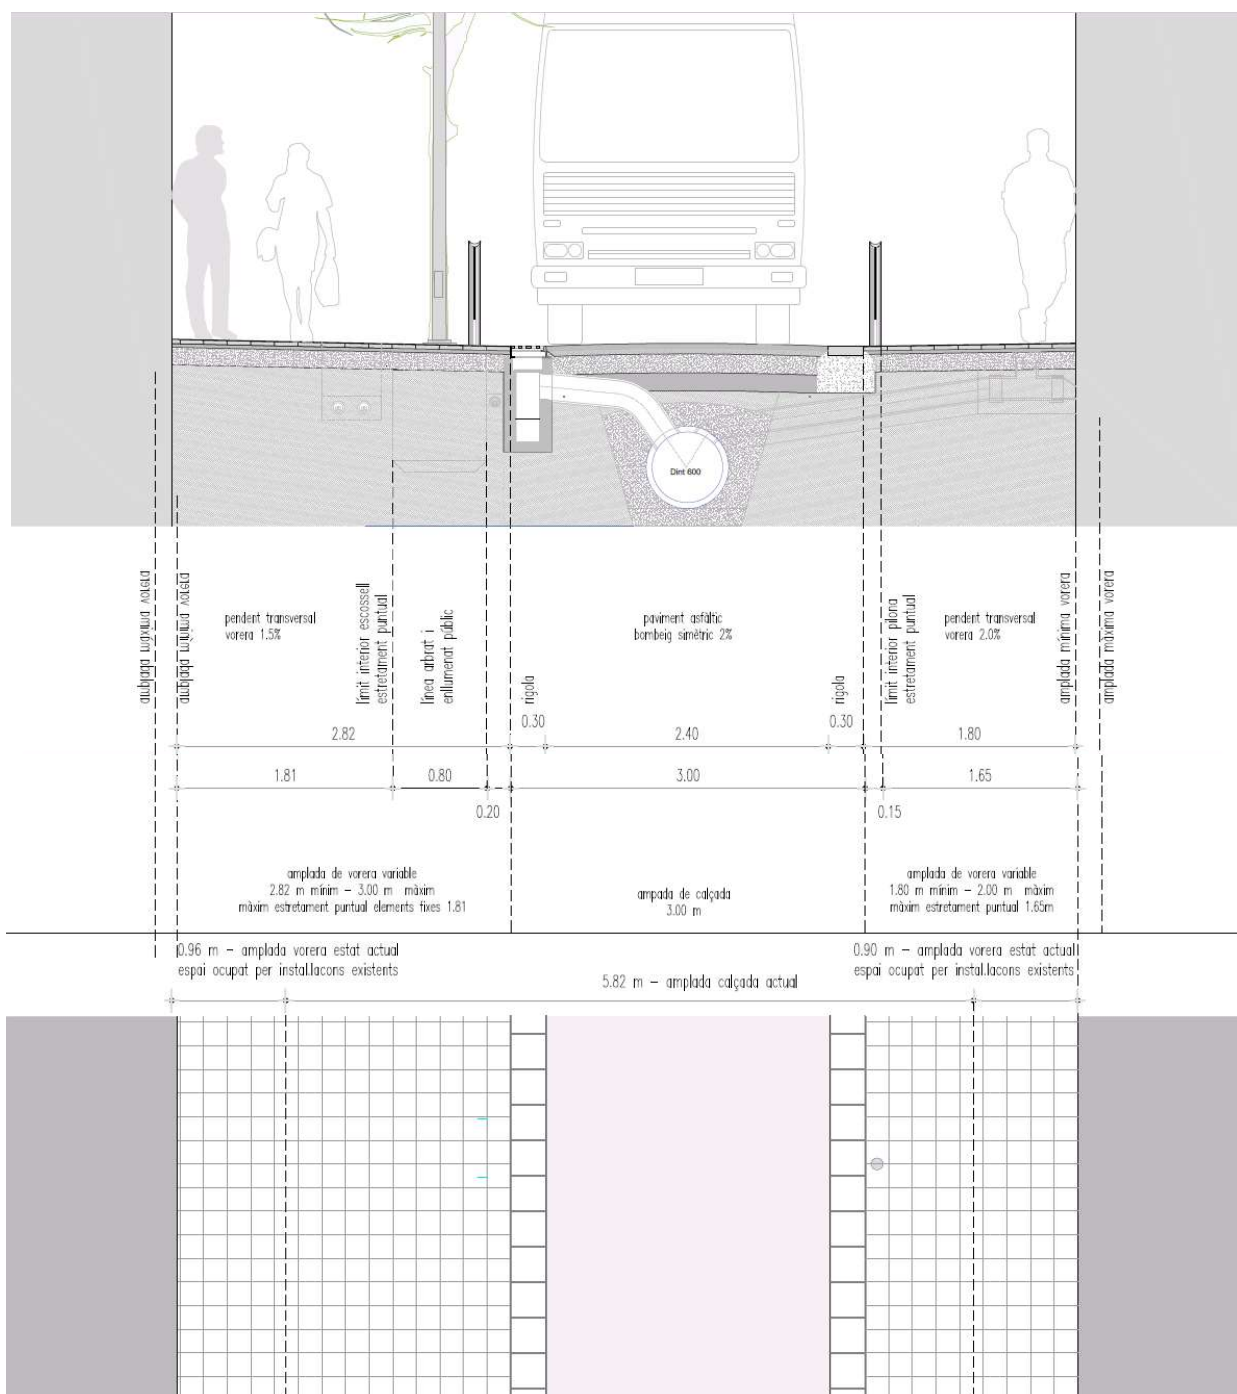 Dint 600
amplada màxima vorera
amplada mínima vorera
pendent transversal
vorera 1.5%
límit interior escossell
estretament puntual
línea arbrat i
enllumenat públic
rigola
paviment asfàltic
bombeig simètric 2%
rigola
límit interior pilona
estretament puntual
pendent transversal
vorera 2.0%
amplada mínima vorera
amplada màxima vorera
2.82
0.30
2.40
0.30
1.80
1.81
0.80
0.20
3.00
0.15
1.65
amplada de vorera variable
2.82 m mínim – 3.00 m màxim
màxim estretament puntual elements fixes 1.81
ampada de calçada
3.00 m
amplada de vorera variable
1.80 m mínim – 2.00 m màxim
màxim estretament puntual 1.65m
0.96 m – amplada vorera estat actual
espai ocupat per instal.lacons existents
5.82 m – amplada calçada actual
0.90 m – amplada vorera estat actual
espai ocupat per instal.lacons existents